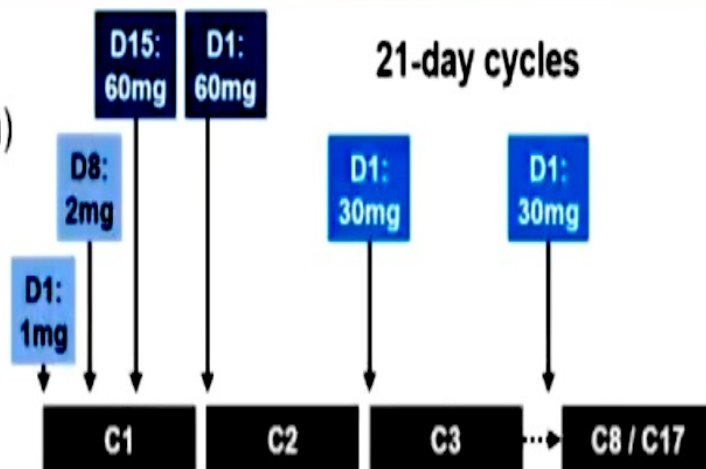 D15:
60mg
D1:
60mg
21-day cycles
)
D8:
2mg
D1:
30mg
D1:
30mg
D1:
1mg
C1
C2
C3
C8 / C17